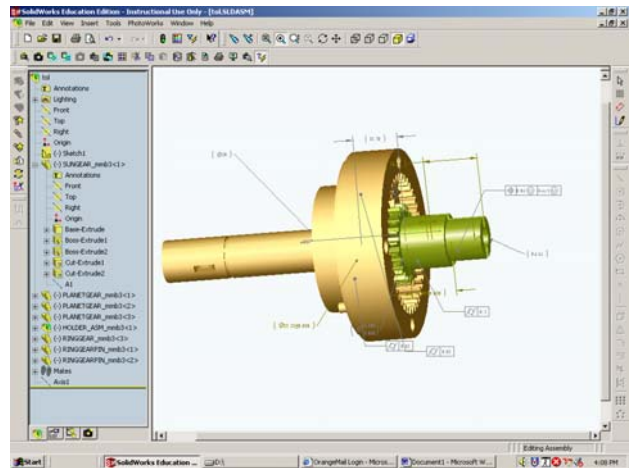 SolidWorks Education Edition - Instructional Use Only - [tol.SLDASM]
File Edit View Insert Tools PhotoWorks Window Help
tol
Annotations
Lighting
Front
Top
Right
Origin
(-) Sketch1
(-) SUNGEAR_mmb3<1>
Annotations
Front
Top
Right
Origin
Base-Extrude
Boss-Extrude1
Boss-Extrude2
Cut-Extrude1
Cut-Extrude2
A1
(-) PLANETGEAR_mmb3<1>
(-) PLANETGEAR_mmb3<2>
(-) PLANETGEAR_mmb3<3>
(-) HOLDER_ASM_mmb3<1>
(-) RINGGEAR_mmb3<1>
(-) RINGGEARPIN_mmb3<1>
(-) RINGGEARPIN_mmb3<2>
Mates
Axis1
Editing Assembly
Start
SolidWorks Education ...
(D:\)
OrangeMail Login - Micros...
Document1 - Microsoft W...
4:08 PM